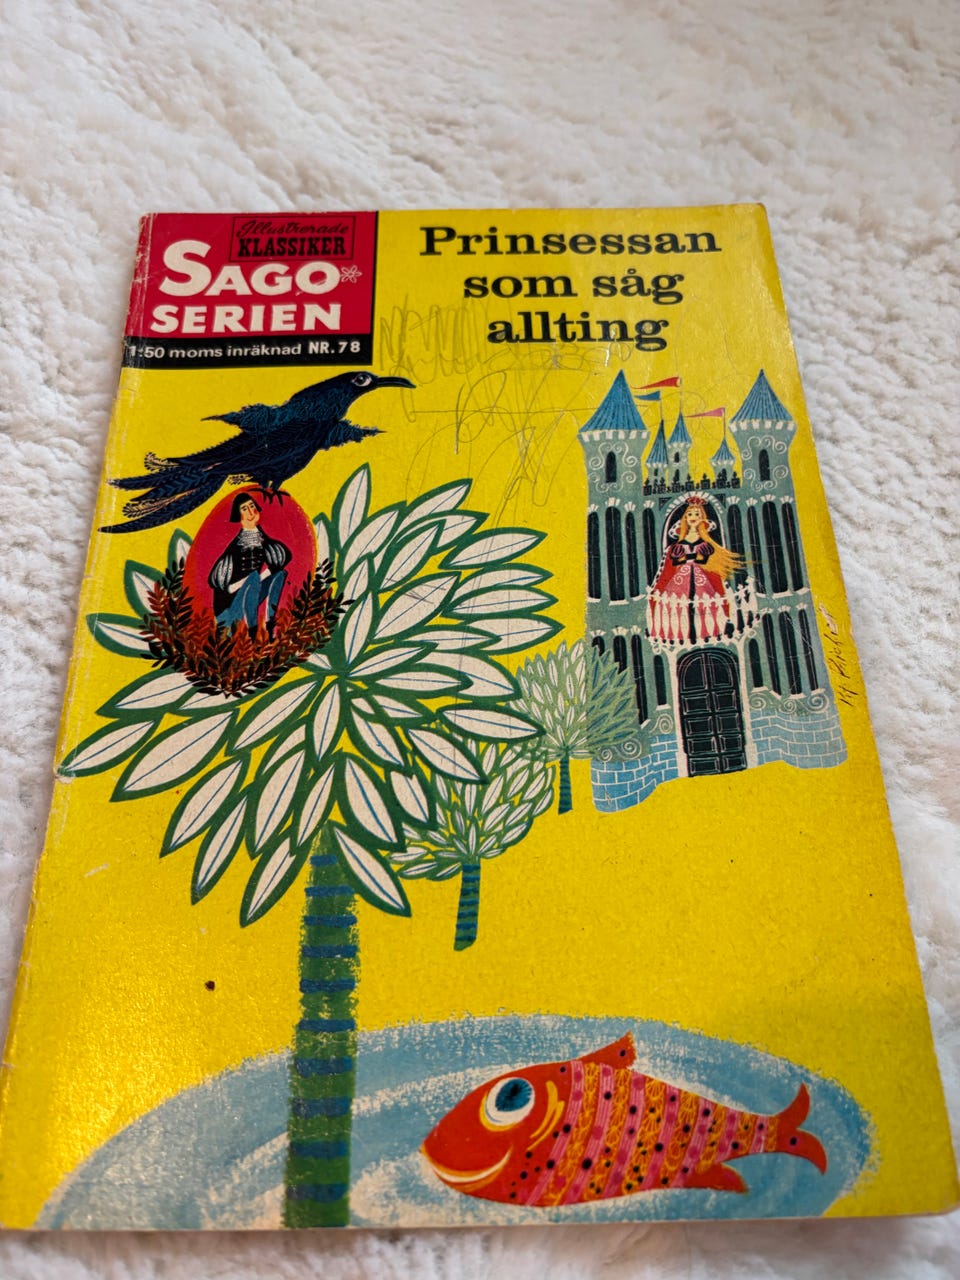 Illustrerade
KLASSIKER
SAGO
SERIEN
1:50 moms inräknad NR. 78
Prinsessan
som såg
allting